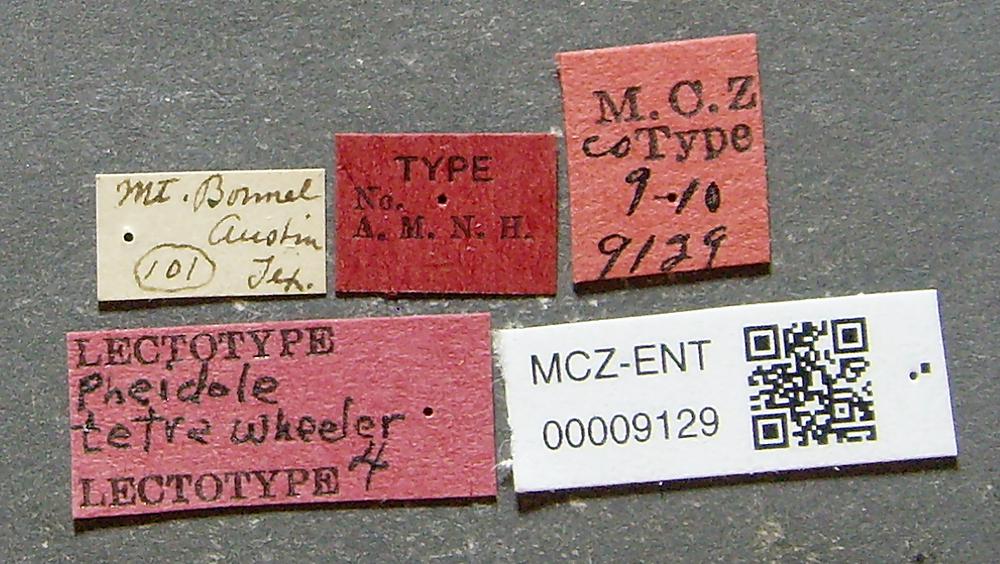 Mt. Bonnel
Austin
101 Tex.
TYPE
No.
A. M. N. H.
M. C. Z
coType
9-10
9129
LECTOTYPE
Pheidole
tetra wheeler
4
LECTOTYPE
MCZ-ENT
00009129